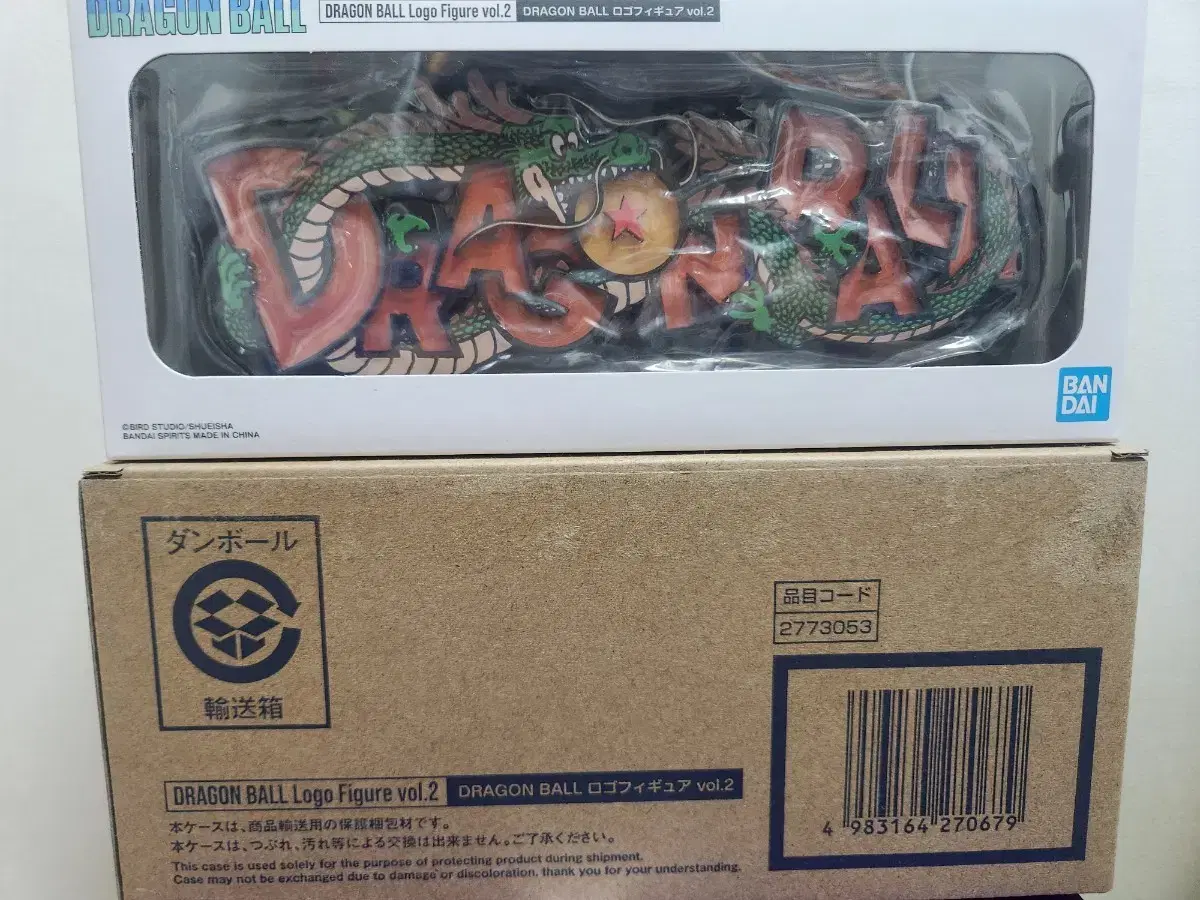 DRAGON BALL
DRAGON BALL Logo Figure vol.2 DRAGON BALL ロゴフィギュア vol.2
DRAGON BALL
BAN
DAI
©BIRD STUDIO/SHUEISHA
BANDAI SPIRITS MADE IN CHINA
ダンボール
輸送箱
品目コード
2773053
4 983164 270679
DRAGON BALL Logo Figure vol.2 DRAGON BALL ロゴフィギュア vol.2
本ケースは、商品輸送用の保護梱包材です。
本ケースは、つぶれ、汚れ等による交換は出来ません。ご了承ください。
This case is used solely for the purpose of protecting product during shipment.
Case may not be exchanged due to damage or discoloration, thank you for your understanding.